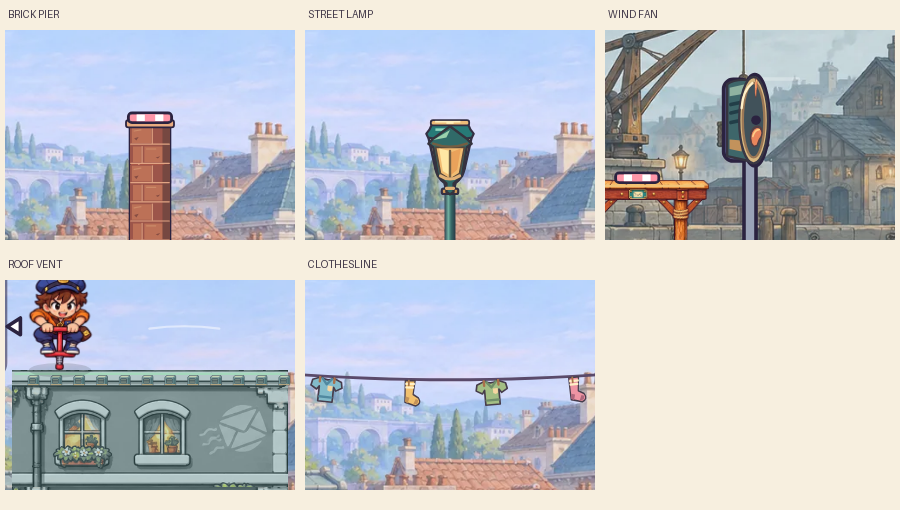 BRICK PIER
STREET LAMP
WIND FAN
ROOF VENT
CLOTHESLINE